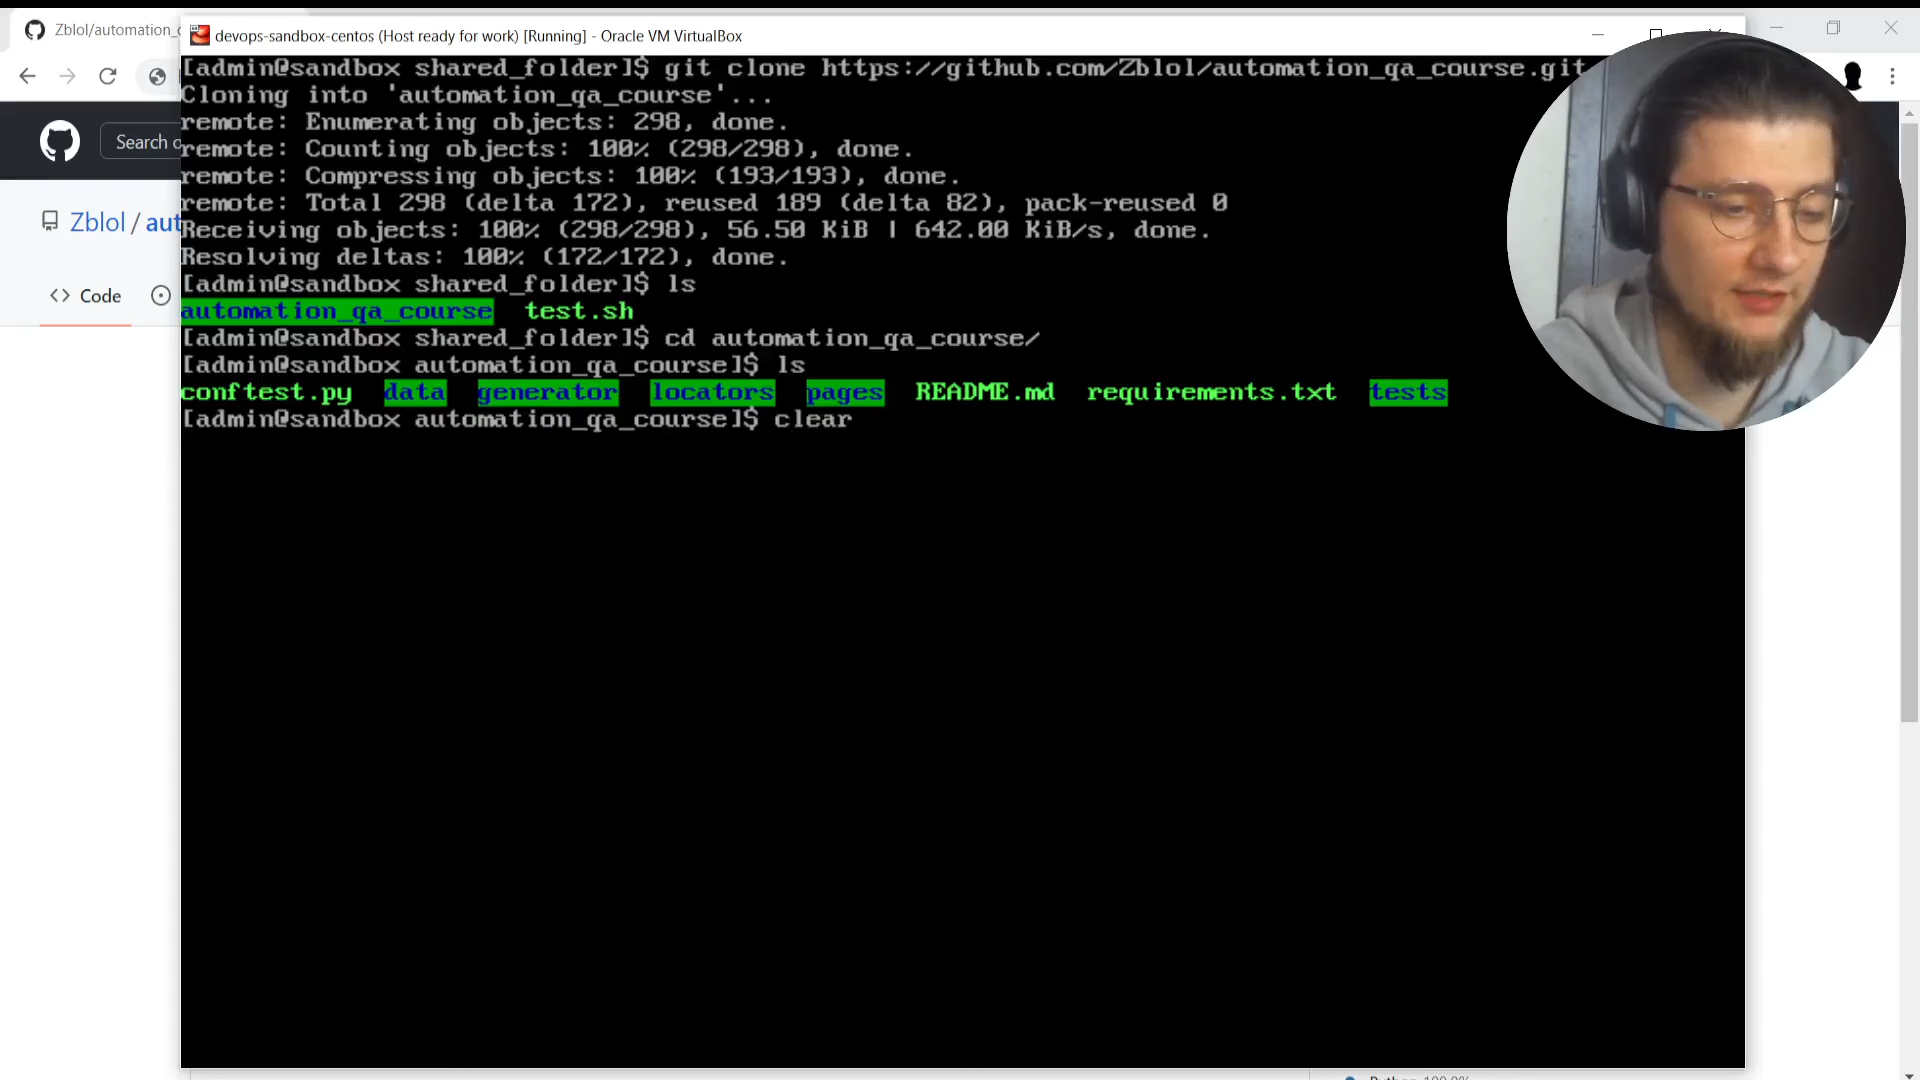 Zblol/automation_
devops-sandbox-centos (Host ready for work) [Running] - Oracle VM VirtualBox
Search
Zblol / aut
Code
[admin@sandbox shared_folder]$ git clone https://github.com/Zblol/automation_qa_course.git
Cloning into 'automation_qa_course'...
remote: Enumerating objects: 298, done.
remote: Counting objects: 100% (298/298), done.
remote: Compressing objects: 100% (193/193), done.
remote: Total 298 (delta 172), reused 189 (delta 82), pack-reused 0
Receiving objects: 100% (298/298), 56.50 KiB | 642.00 KiB/s, done.
Resolving deltas: 100% (172/172), done.
[admin@sandbox shared_folder]$ ls
automation_qa_course test.sh
[admin@sandbox shared_folder]$ cd automation_qa_course/
[admin@sandbox automation_qa_course]$ ls
conftest.py data generator locators pages README.md requirements.txt tests
[admin@sandbox automation_qa_course]$ clear